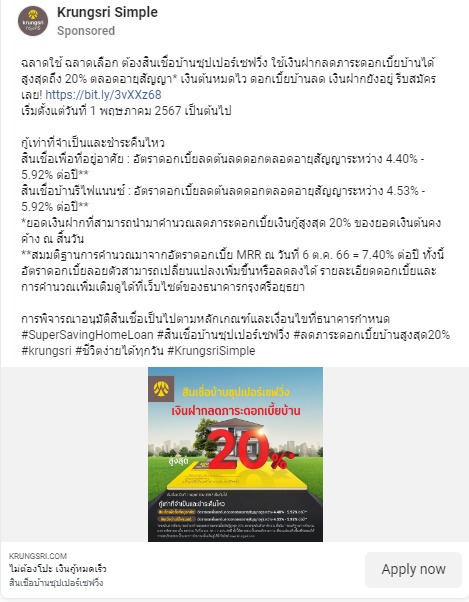 Krungsri Simple
Sponsored
ฉลาดใช้ ฉลาดเลือก ต้องสินเชื่อบ้านซุปเปอร์เซฟวิ่ง ใช้เงินฝากลดภาระดอกเบี้ยบ้านได้
สูงสุดถึง 20% ตลอดอายุสัญญา* เงินต้นหมดไว ดอกเบี้ยบ้านลด เงินฝากยังอยู่ รีบสมัคร
เลย! https://bit.ly/3vXXz68
เริ่มตั้งแต่วันที่ 1 พฤษภาคม 2567 เป็นต้นไป
กู้เท่าที่จำเป็นและชำระคืนไหว
สินเชื่อเพื่อที่อยู่อาศัย : อัตราดอกเบี้ยลดต้นลดดอกตลอดอายุสัญญาระหว่าง 4.40% -
5.92% ต่อปี**
สินเชื่อบ้านรีไฟแนนซ์ : อัตราดอกเบี้ยลดต้นลดดอกตลอดอายุสัญญาระหว่าง 4.53% -
5.92% ต่อปี**
*ยอดเงินฝากที่สามารถนำมาคำนวณลดภาระดอกเบี้ยเงินกู้สูงสุด 20% ของยอดเงินต้นคง
ค้าง ณ สิ้นวัน
**สมมติฐานการคำนวณมาจากอัตราดอกเบี้ย MRR ณ วันที่ 6 ต.ค. 66 = 7.40% ต่อปี ทั้งนี้
อัตราดอกเบี้ยลอยตัวสามารถเปลี่ยนแปลงเพิ่มขึ้นหรือลดลงได้ รายละเอียดดอกเบี้ยและ
การคำนวณเพิ่มเติมดูได้ที่เว็บไซต์ของธนาคารกรุงศรีอยุธยา
การพิจารณาอนุมัติสินเชื่อเป็นไปตามหลักเกณฑ์และเงื่อนไขที่ธนาคารกำหนด
#SuperSavingHomeLoan #สินเชื่อบ้านซุปเปอร์เซฟวิ่ง #ลดภาระดอกเบี้ยบ้านสูงสุด20%
#krungsri #ชีวิตง่ายได้ทุกวัน #KrungsriSimple
สินเชื่อบ้านซุปเปอร์เซฟวิ่ง
เงินฝากลดภาระดอกเบี้ยบ้าน
สูงสุด 20%*
กู้เท่าที่จำเป็นและชำระคืนไหว
KRUNGSRI.COM
ไม่ต้องโปะ เงินกู้หมดเร็ว
สินเชื่อบ้านซุปเปอร์เซฟวิ่ง
Apply now